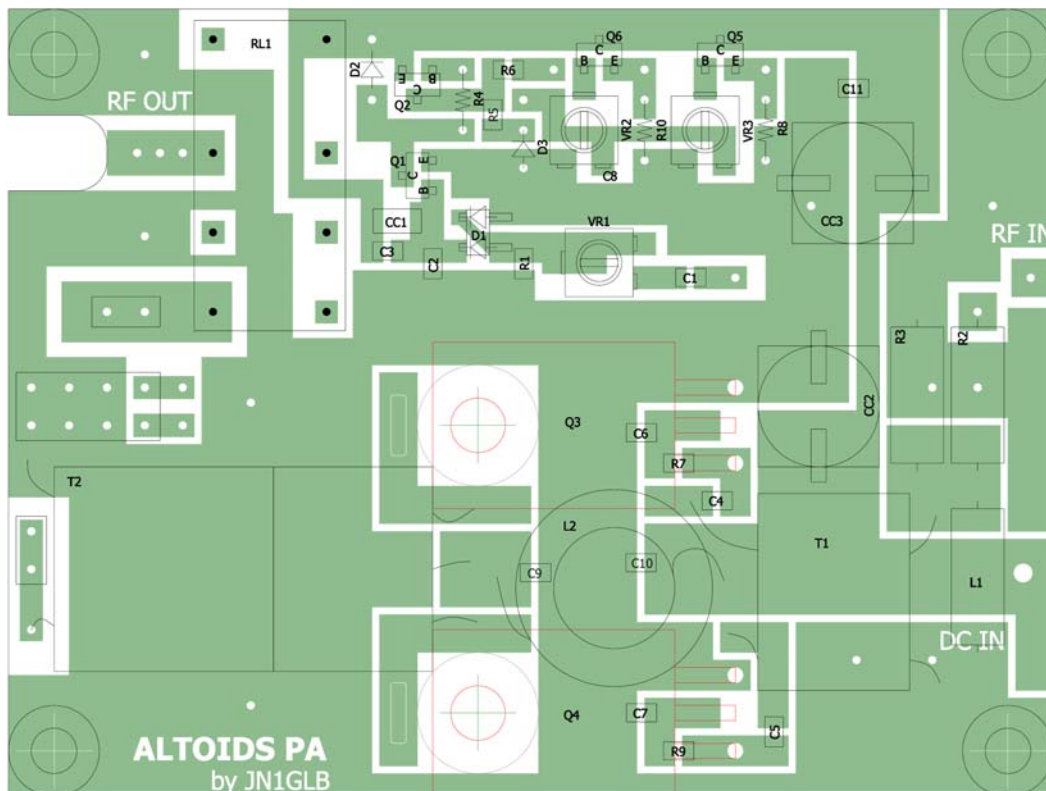 RL1
Q6
Q5
C
C
D2
E
B
B
E
B
E
R6
C
RF OUT
Q2
R4
R5
C11
VR2
R10
VR3
R8
D3
Q1
E
C
B
C8
CC1
VR1
CC3
RF IN
D1
C3
C2
R1
C1
R3
R2
CC2
Q3
C6
R7
T2
C4
L2
T1
C9
C10
L1
DC IN
Q4
C7
C5
R9
ALTOIDS PA
by JN1GLB